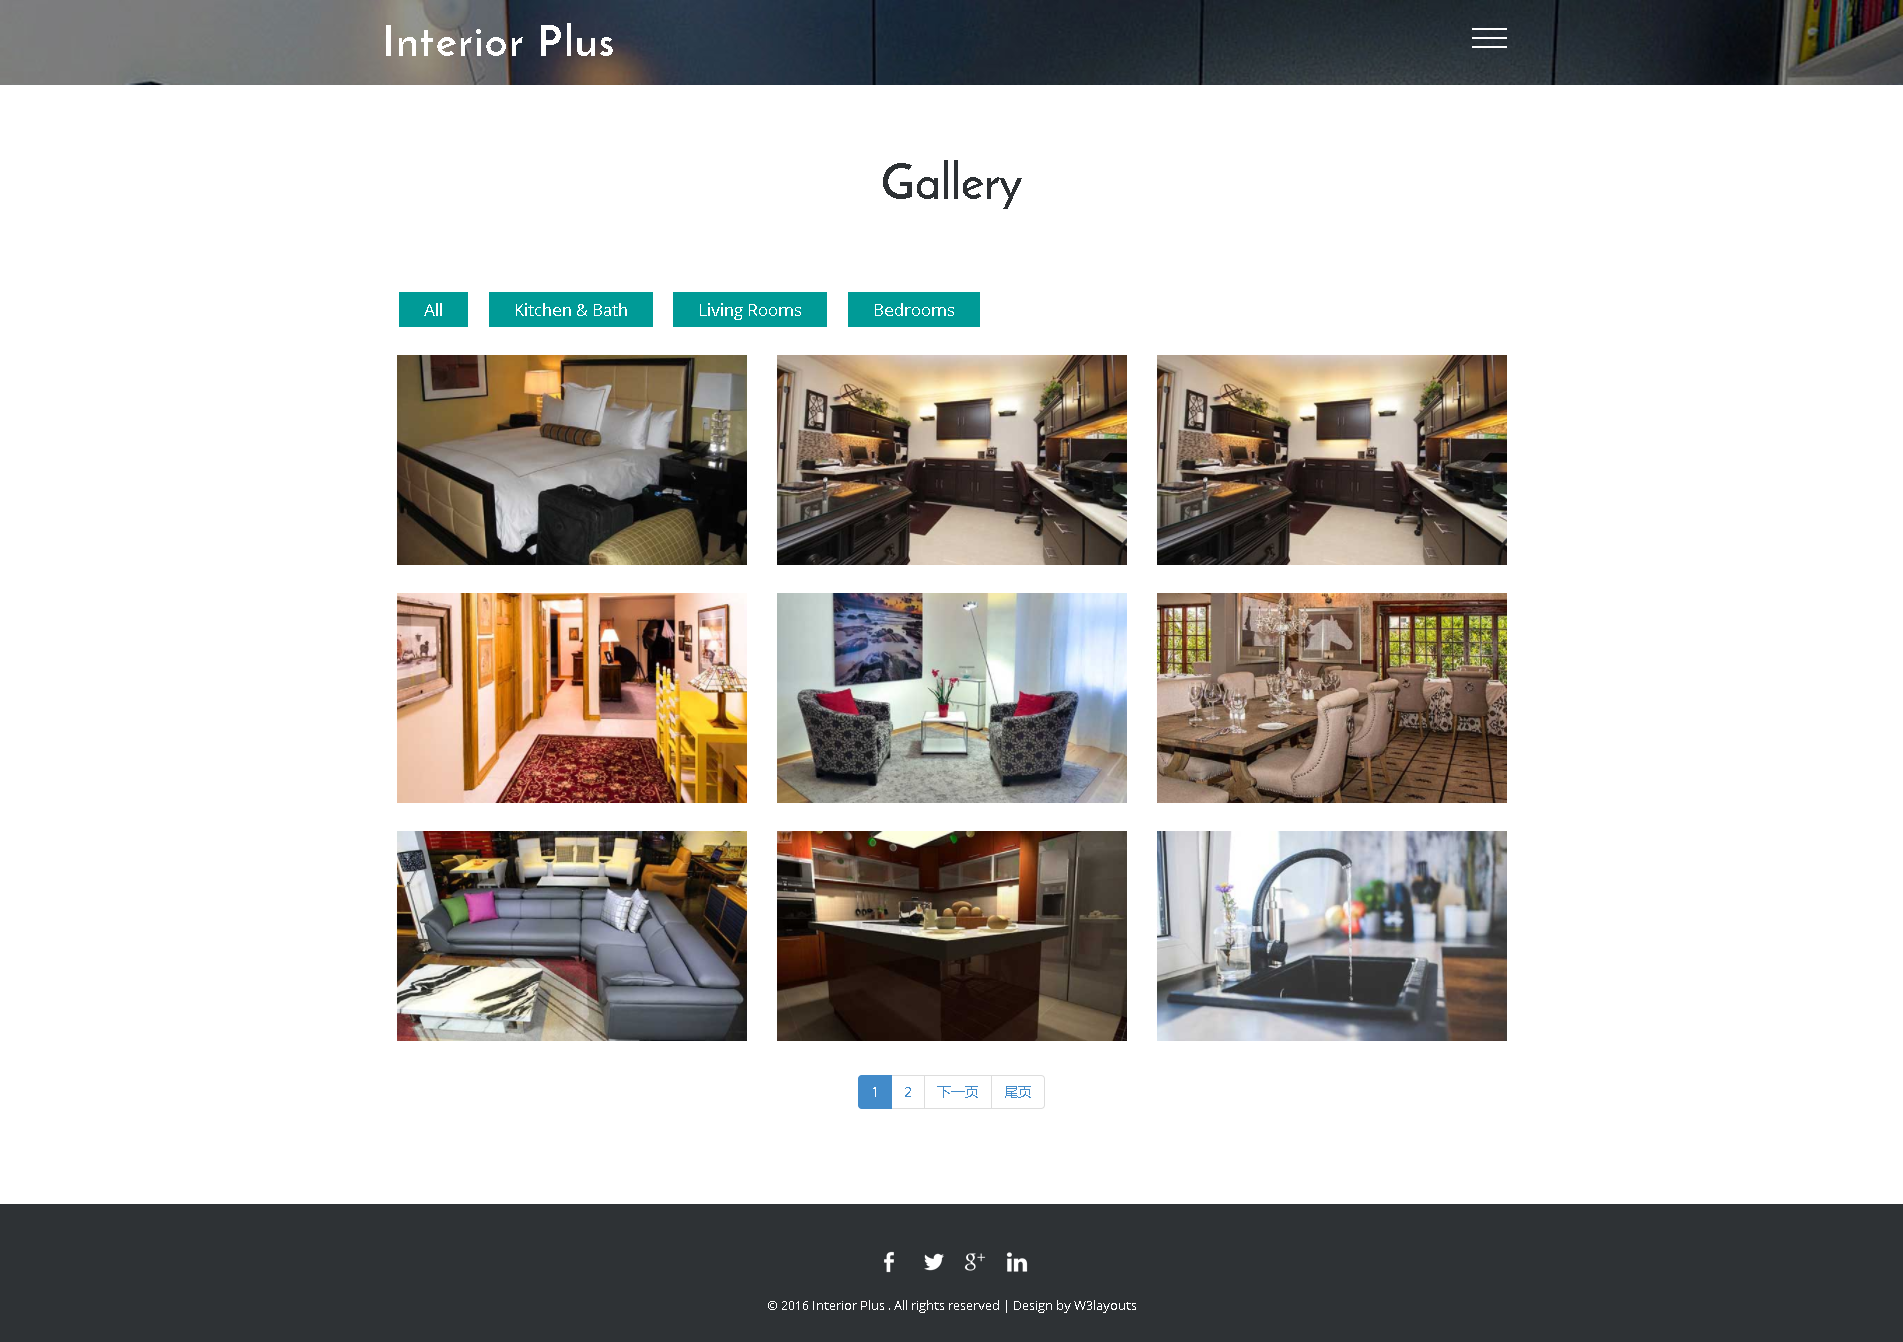 Interior Plus
Gallery
All
Kitchen & Bath
Living Rooms
Bedrooms
1
2
下一页
尾页
© 2016 Interior Plus . All rights reserved | Design by W3layouts